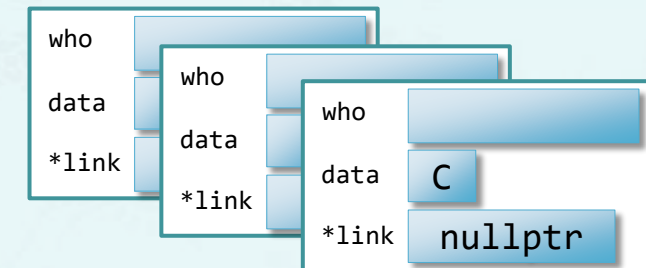 who
data
*link
who
data
*link
who
data C
*link nullptr